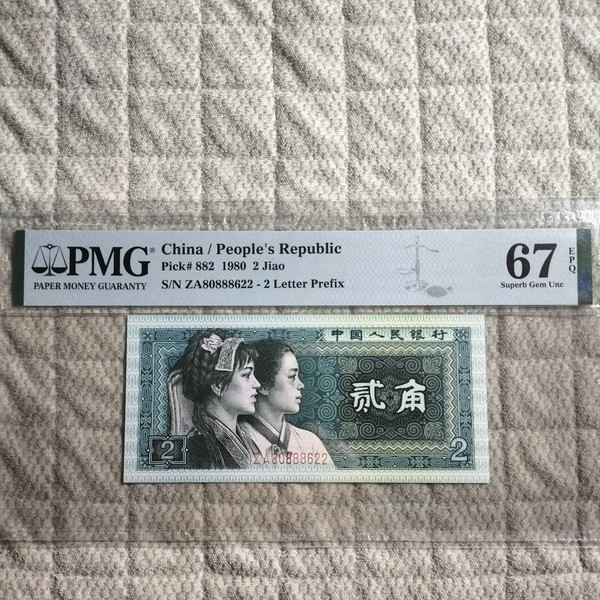 PMG
PAPER MONEY GUARANTY
China / People's Republic
Pick# 882 1980 2 Jiao
S/N ZA80888622 - 2 Letter Prefix
67
EPQ
Superb Gem Unc
中国人民银行
贰角
2
ZA80888622
2